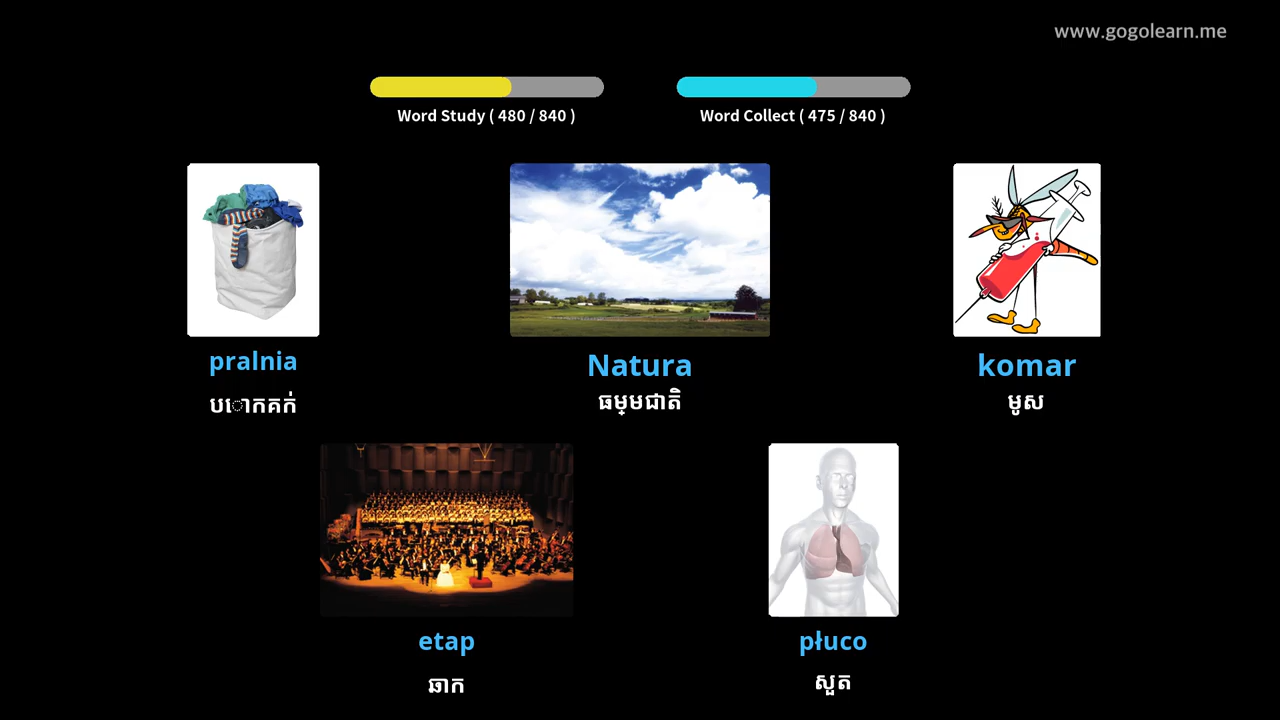 www.gogolearn.me
Word Study ( 480 / 840 )
Word Collect ( 475 / 840 )
pralnia
Natura
komar
បោកគក់
ធម្មជាតិ
មូស
etap
płuco
ឆាក
សួត